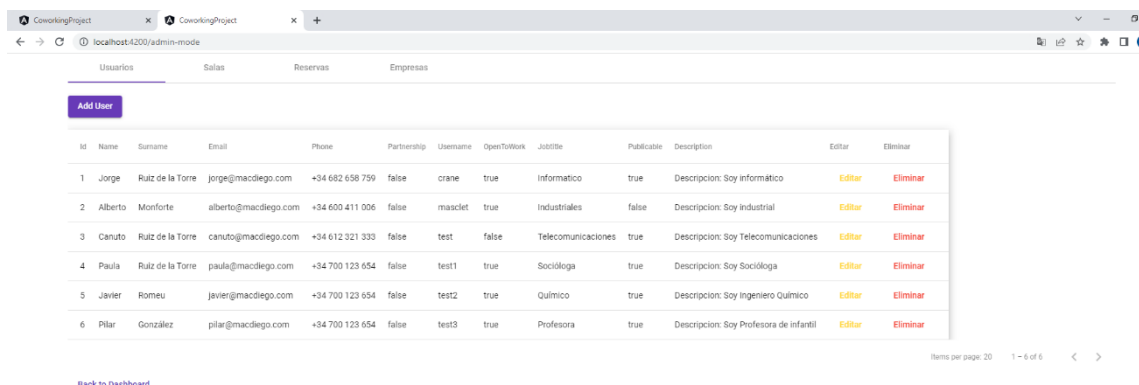 CoworkingProject CoworkingProject
localhost:4200/admin-mode
Usuarios Salas Reservas Empresas
Add User
Id Name Surname Email Phone Partnership Username OpenToWork Jobtitle Publicable Description Editar Eliminar
1 Jorge Ruiz de la Torre jorge@macdiego.com +34 682 658 759 false crane true Informatico true Descripcion: Soy informático Editar Eliminar
2 Alberto Monforte alberto@macdiego.com +34 600 411 006 false masclet true Industriales false Descripcion: Soy industrial Editar Eliminar
3 Canuto Ruiz de la Torre canuto@macdiego.com +34 612 321 333 false test false Telecomunicaciones true Descripcion: Soy Telecomunicaciones Editar Eliminar
4 Paula Ruiz de la Torre paula@macdiego.com +34 700 123 654 false test1 true Socióloga true Descripcion: Soy Socióloga Editar Eliminar
5 Javier Romeu javier@macdiego.com +34 700 123 654 false test2 true Químico true Descripcion: Soy Ingeniero Químico Editar Eliminar
6 Pilar González pilar@macdiego.com +34 700 123 654 false test3 true Profesora true Descripcion: Soy Profesora de infantil Editar Eliminar
Items per page: 20 1 – 6 of 6
Back to Dashboard